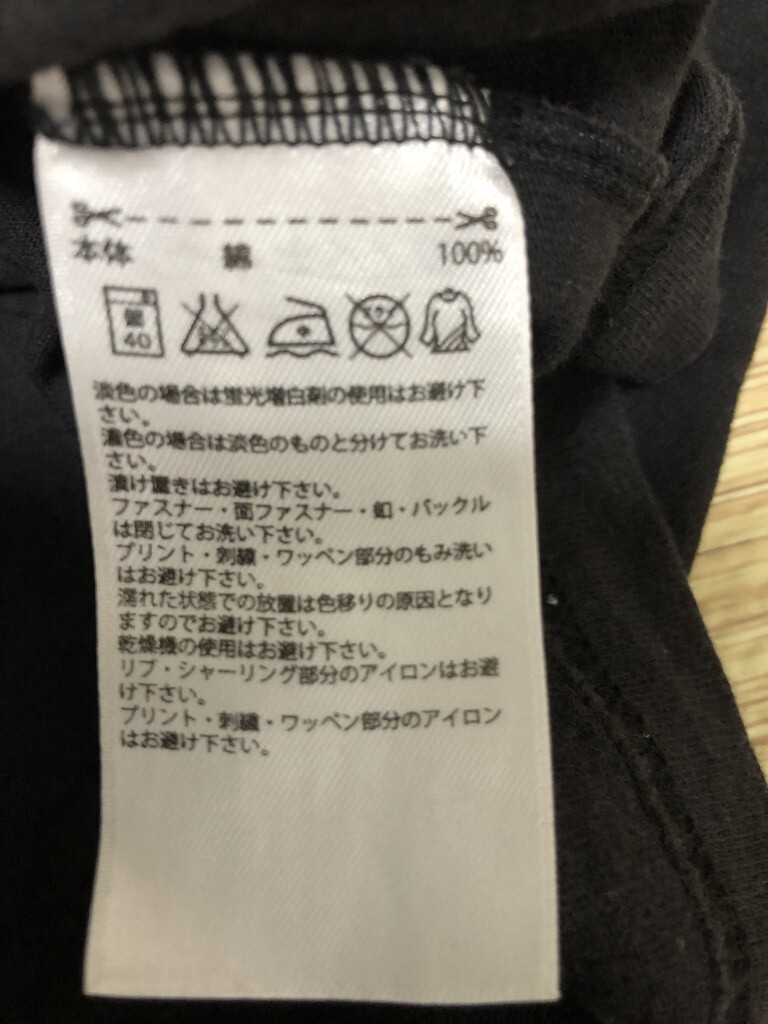 本体 綿 100%
40
淡色の場合は蛍光増白剤の使用はお避け下
さい。
濃色の場合は淡色のものと分けてお洗い下
さい。
漬け置きはお避け下さい。
ファスナー・面ファスナー・釦・バックル
は閉じてお洗い下さい。
プリント・刺繍・ワッペン部分のもみ洗い
はお避け下さい。
濡れた状態での放置は色移りの原因となり
ますのでお避け下さい。
乾燥機の使用はお避け下さい。
リブ・シャーリング部分のアイロンはお避
け下さい。
プリント・刺繍・ワッペン部分のアイロン
はお避け下さい。